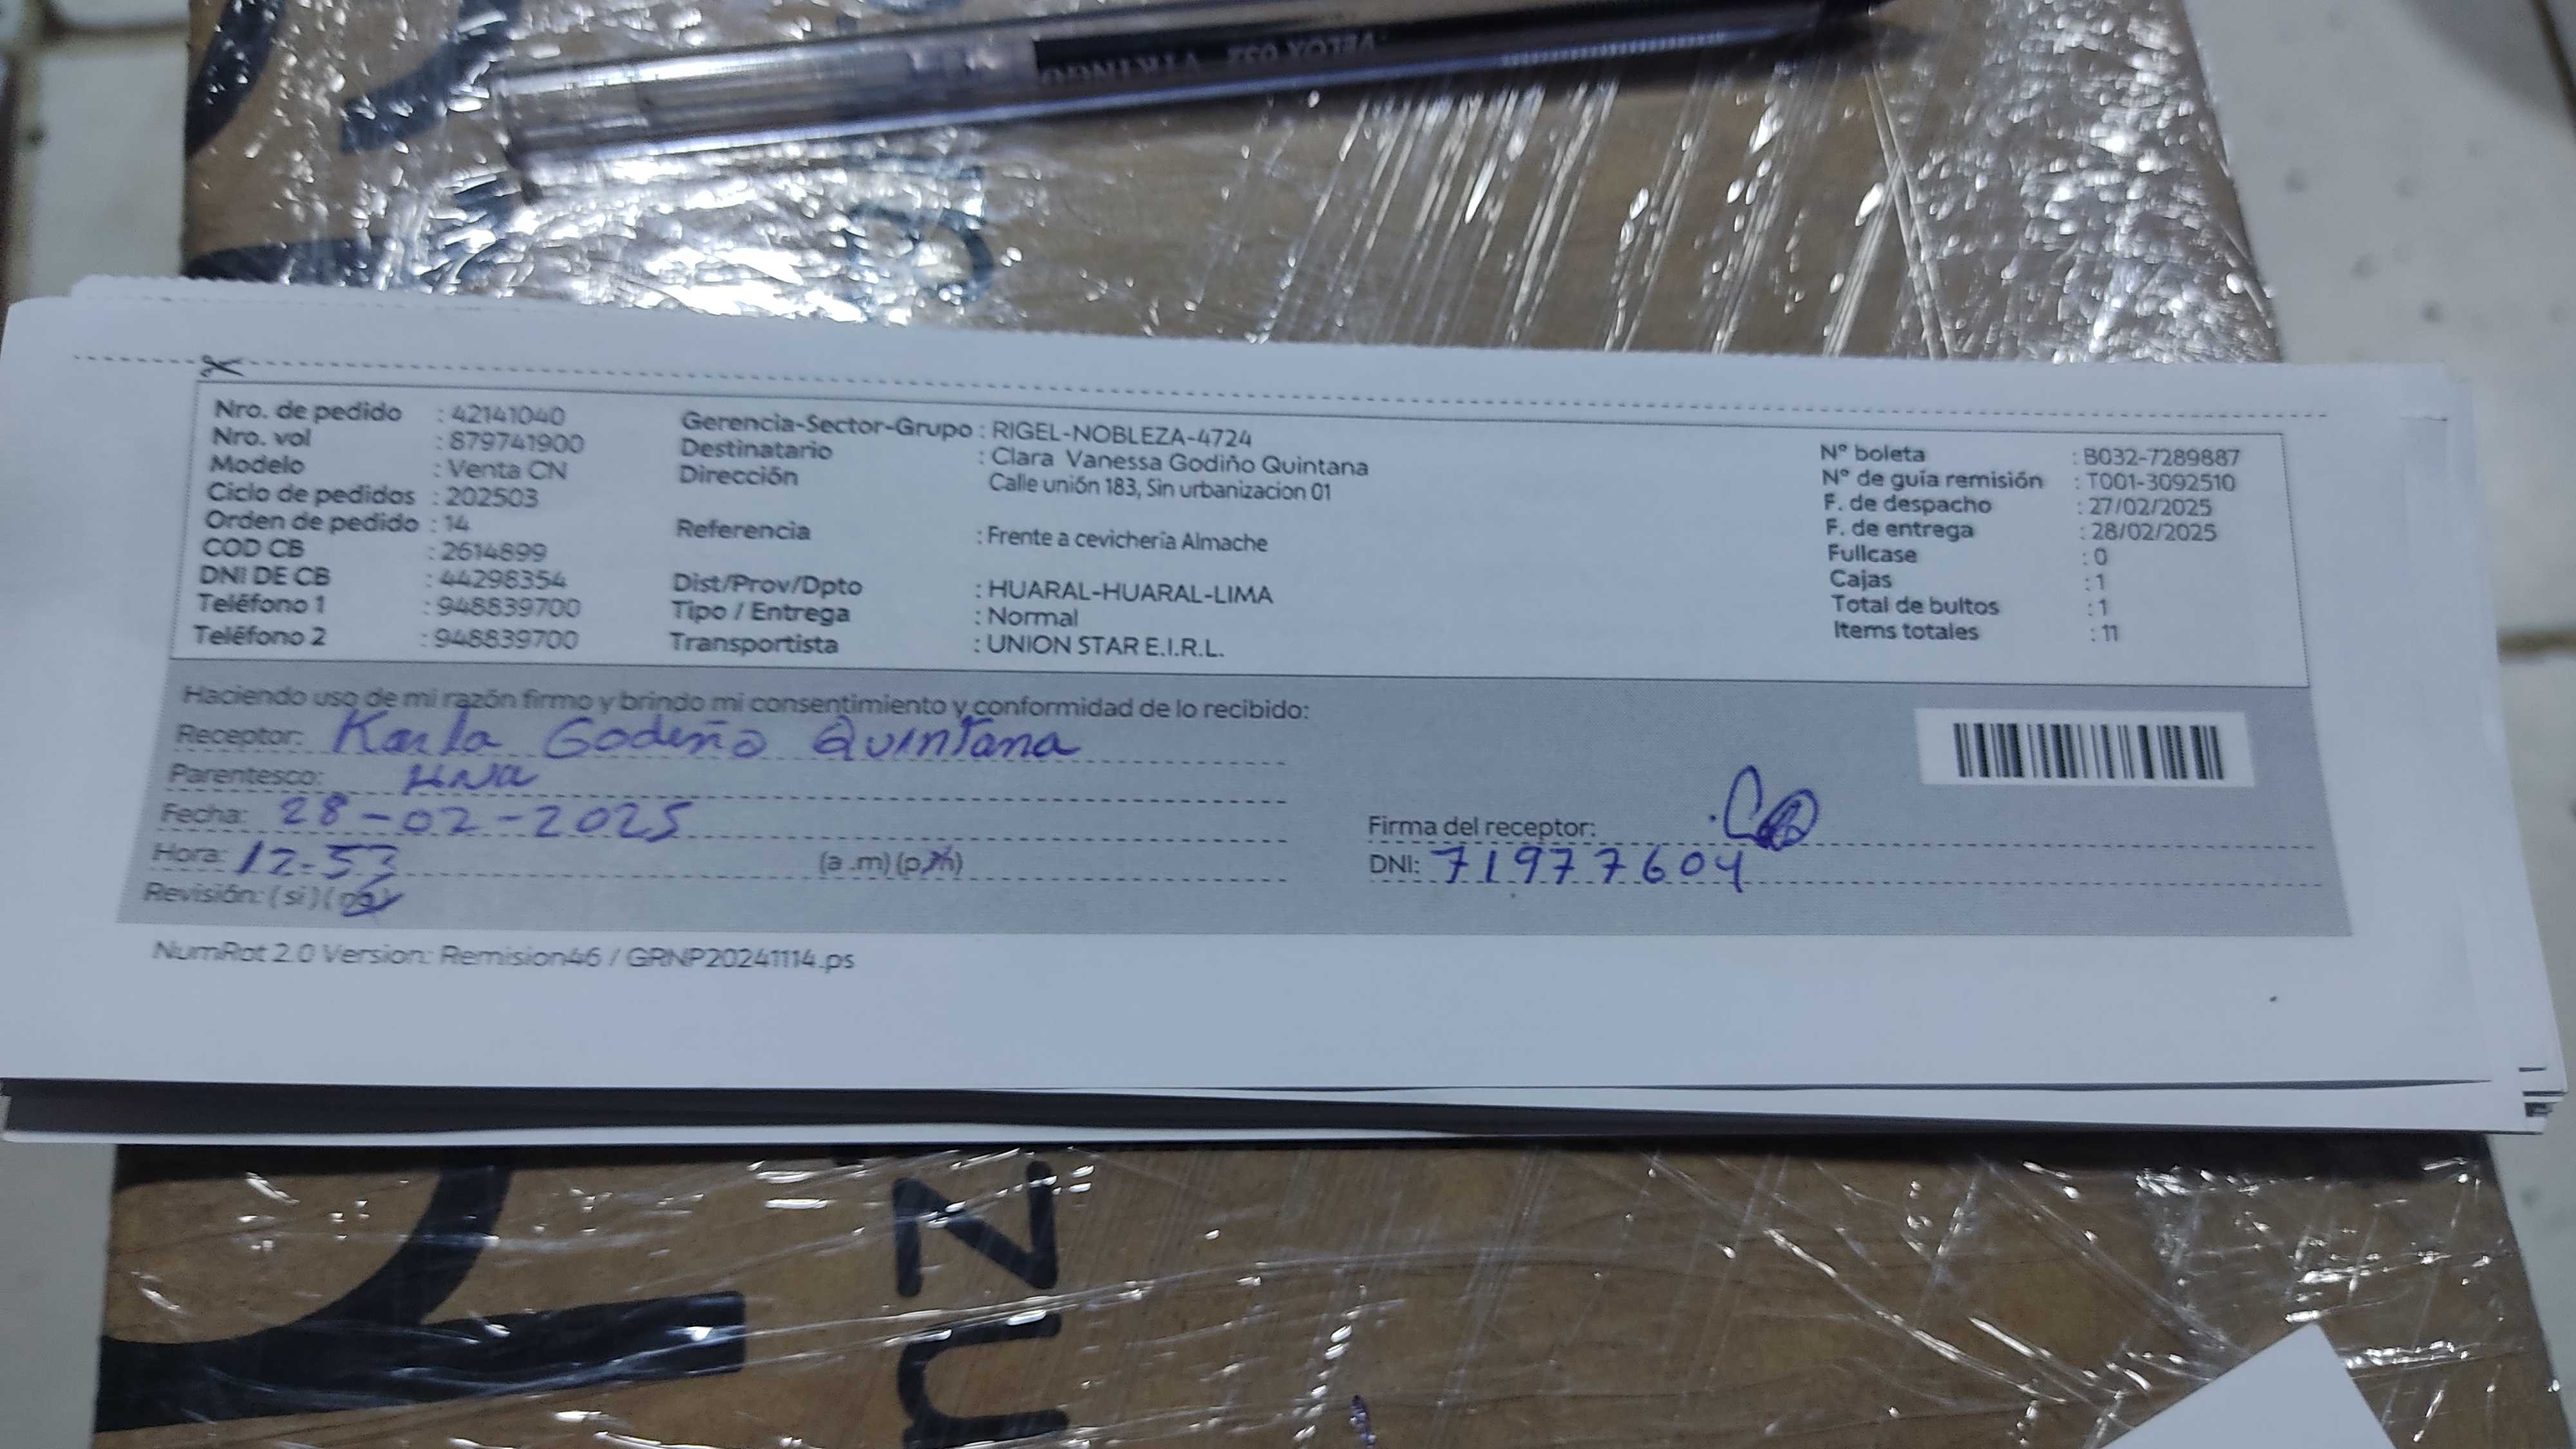 VIRINGO VELOX 032
Nro. de pedido : 42141040
Nro. vol : 879741900
Modelo : Venta CN
Ciclo de pedidos : 202503
Orden de pedido : 14
COD CB : 2614899
DNI DE CB : 44298354
Teléfono 1 : 948839700
Teléfono 2 : 948839700
Gerencia-Sector-Grupo : RIGEL-NOBLEZA-4724
Destinatario : Clara Vanessa Godiño Quintana
Dirección Calle unión 183, Sin urbanizacion 01
Referencia : Frente a cevichería Almache
Dist/Prov/Dpto : HUARAL-HUARAL-LIMA
Tipo / Entrega : Normal
Transportista : UNION STAR E.I.R.L.
N° boleta : B032-7289887
N° de guía remisión : T001-3092510
F. de despacho : 27/02/2025
F. de entrega : 28/02/2025
Fullcase : 0
Cajas : 1
Total de bultos : 1
Items totales : 11
Haciendo uso de mi razón firmo y brindo mi consentimiento y conformidad de lo recibido:
Receptor: Karla Godeño Quintana
Parentesco: HNa
Fecha: 28-02-2025
Hora: 12:53 (a .m) (p.m)
Revisión: (si) (no)
Firma del receptor:
DNI: 71977604
NumRot 2.0 Version: Remision46 / GRNP20241114.ps